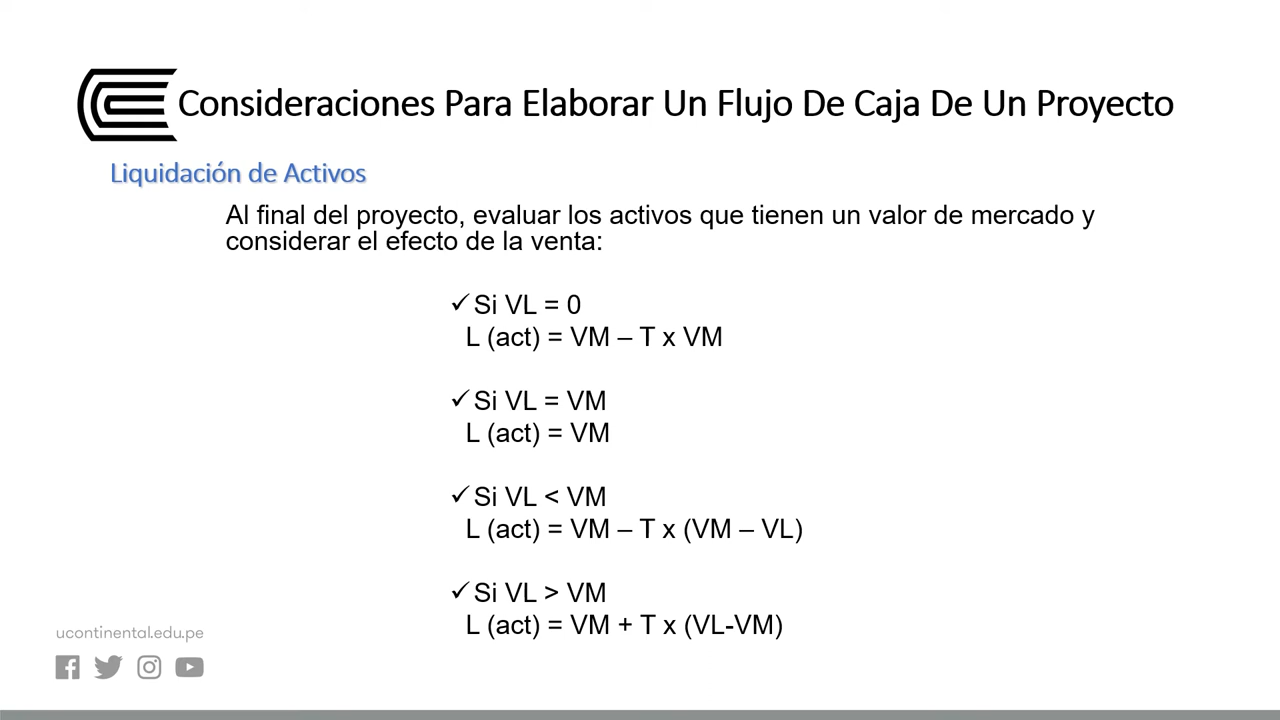 Consideraciones Para Elaborar Un Flujo De Caja De Un Proyecto
Liquidación de Activos
Al final del proyecto, evaluar los activos que tienen un valor de mercado y
considerar el efecto de la venta:
✓Si VL = 0
L (act) = VM – T x VM
✓Si VL = VM
L (act) = VM
✓Si VL < VM
L (act) = VM – T x (VM – VL)
✓Si VL > VM
L (act) = VM + T x (VL-VM)
ucontinental.edu.pe